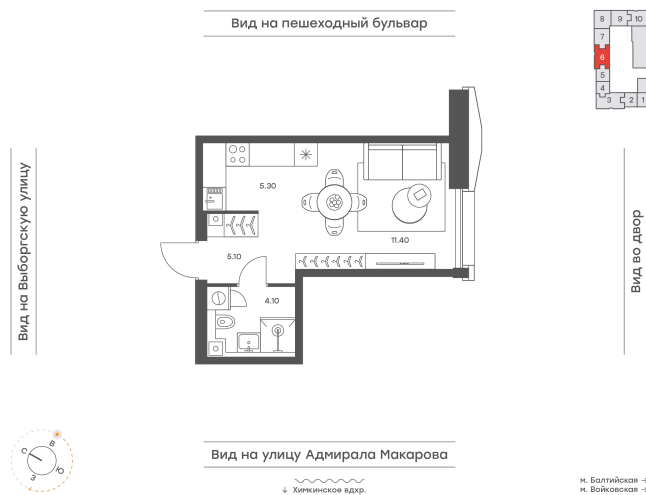 Вид на пешеходный бульвар
8 9 10
7
6
5
4
3 2 1
Вид на Выборгскую улицу
5.30
11.40
5.10
4.10
Вид во двор
В
С
Ю
З
Вид на улицу Адмирала Макарова
↓ Химкинское вдхр.
м. Балтийская
м. Войковская